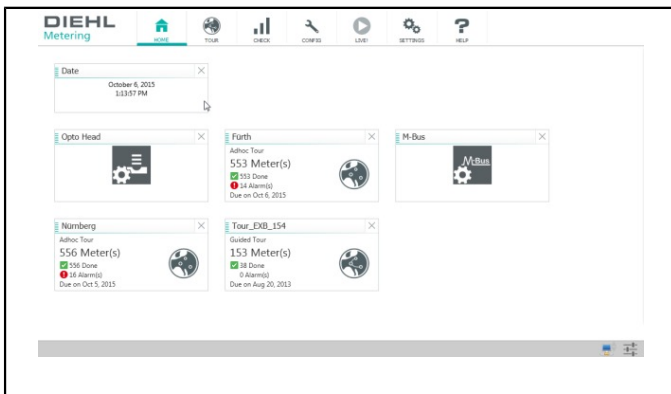 DIEHL
Metering
HOME
TOUR
CHECK
CONFIG
LIVE!
SETTINGS
HELP
Date
October 6, 2015
1:13:57 PM
Opto Head
Fürth
Adhoc Tour
553 Meter(s)
553 Done
14 Alarm(s)
Due on Oct 6, 2015
M-Bus
M-Bus
Nürnberg
Adhoc Tour
556 Meter(s)
556 Done
16 Alarm(s)
Due on Oct 5, 2015
Tour_EXB_154
Guided Tour
153 Meter(s)
38 Done
0 Alarm(s)
Due on Aug 20, 2013